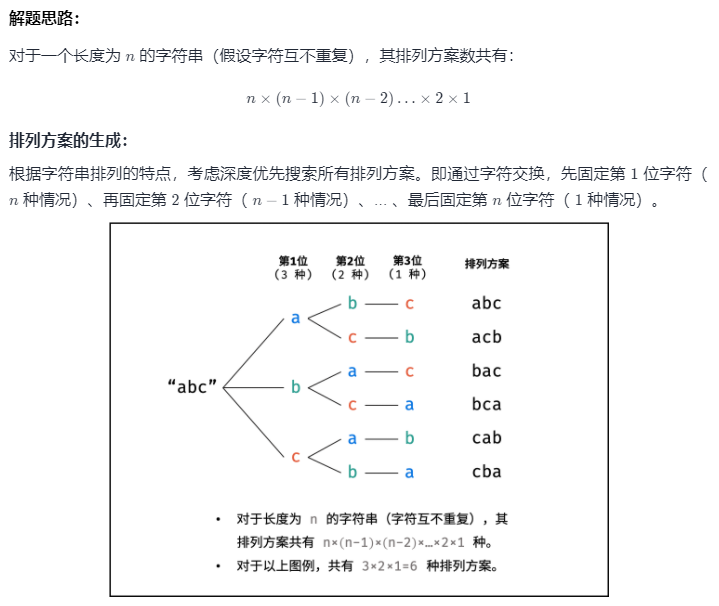 解题思路：
对于一个长度为 n 的字符串（假设字符互不重复），其排列方案数共有：
n × (n − 1) × (n − 2) … × 2 × 1
排列方案的生成：
根据字符串排列的特点，考虑深度优先搜索所有排列方案。即通过字符交换，先固定第 1 位字符（
n 种情况）、再固定第 2 位字符（ n − 1 种情况）、... 、最后固定第 n 位字符（ 1 种情况）。
第1位 第2位 第3位 排列方案
（3 种） （2 种） （1 种）
b c abc
a
c b acb
a c bac
“abc” b
c a bca
a b cab
c
b a cba
• 对于长度为 n 的字符串（字符互不重复），其
排列方案共有 n×(n-1)×(n-2)×…×2×1 种。
• 对于以上图例，共有 3×2×1=6 种排列方案。